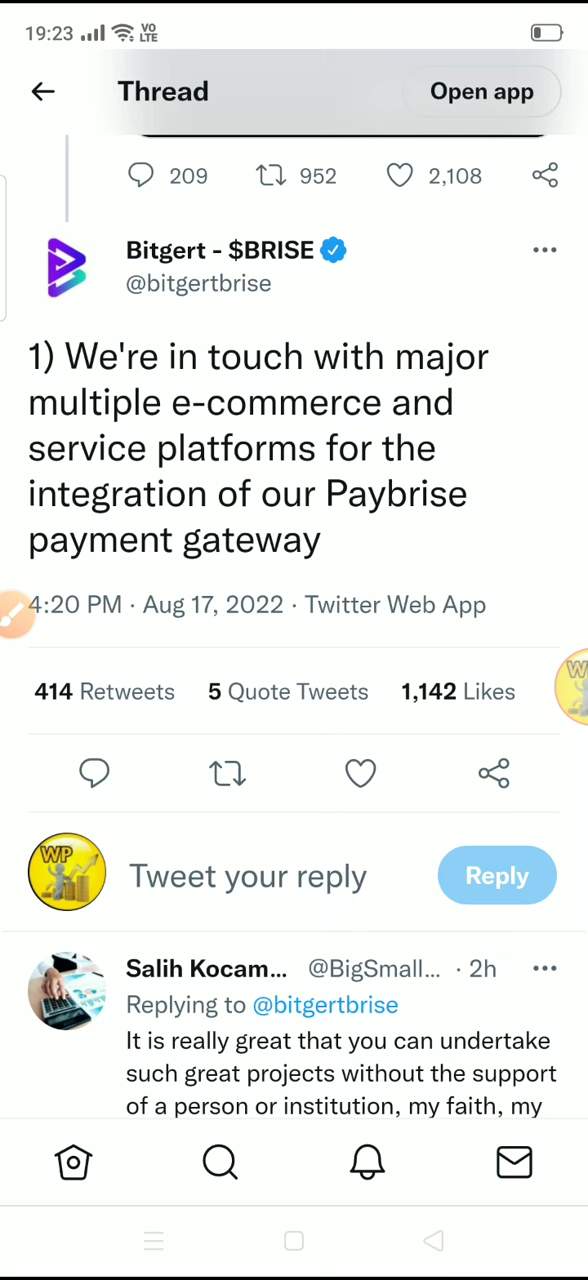 19:23 VO LTE
Thread Open app
209 952 2,108
Bitgert - $BRISE
@bitgertbrise
1) We're in touch with major
multiple e-commerce and
service platforms for the
integration of our Paybrise
payment gateway
4:20 PM · Aug 17, 2022 · Twitter Web App
W
414 Retweets 5 Quote Tweets 1,142 Likes
WP
Tweet your reply Reply
Salih Kocam... @BigSmall... · 2h
Replying to @bitgertbrise
It is really great that you can undertake
such great projects without the support
of a person or institution, my faith, my